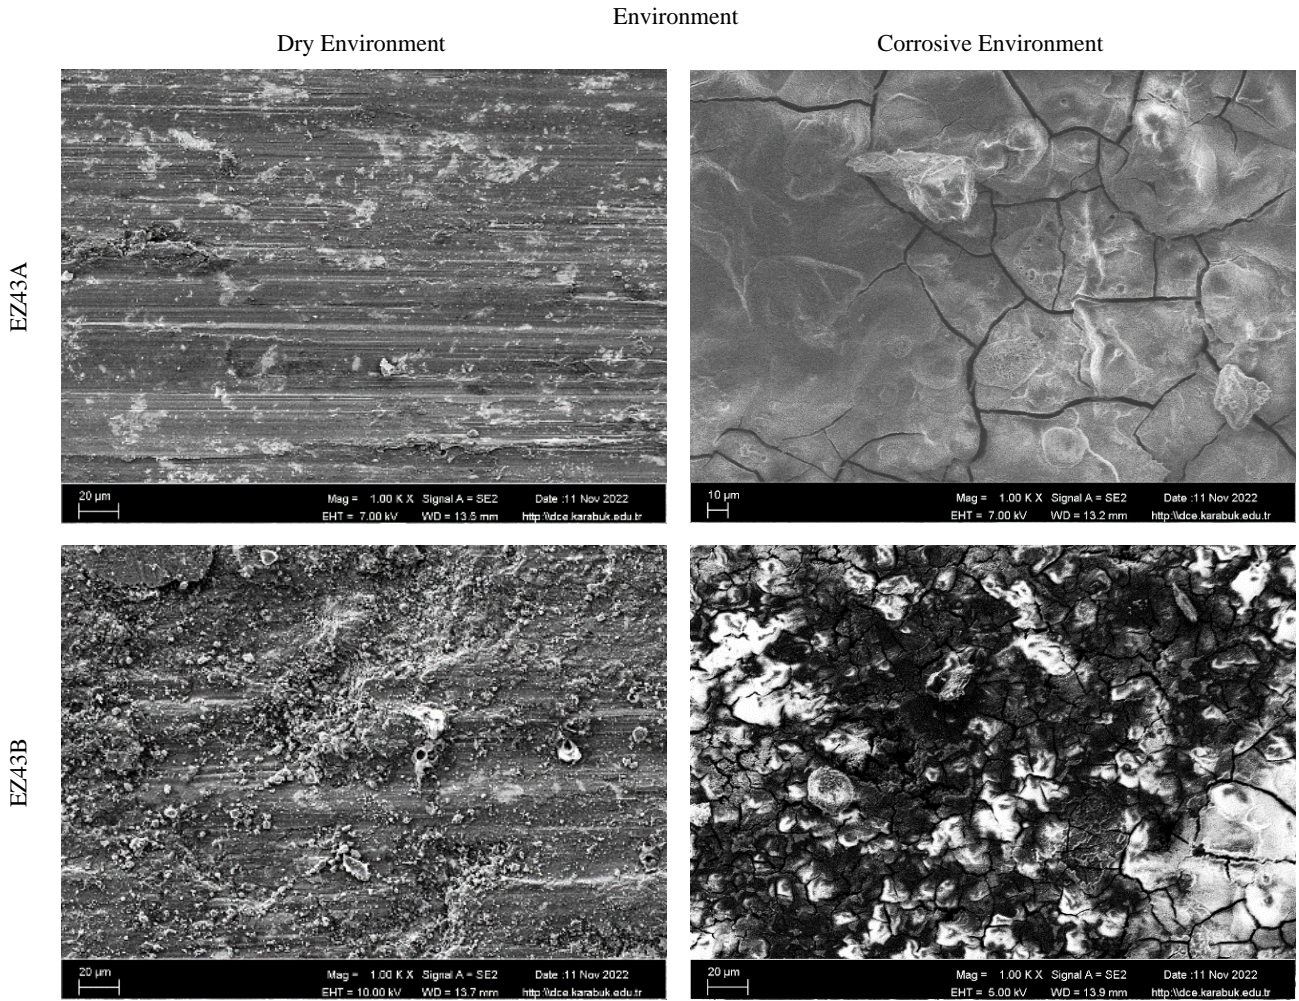 Environment
Dry Environment
Corrosive Environment
EZ43A
20 µm
Mag = 1.00 K X Signal A = SE2 Date :11 Nov 2022
EHT = 7.00 kV WD = 13.5 mm http:\\dce.karabuk.edu.tr
10 µm
Mag = 1.00 K X Signal A = SE2 Date :11 Nov 2022
EHT = 7.00 kV WD = 13.2 mm http:\\dce.karabuk.edu.tr
EZ43B
20 µm
Mag = 1.00 K X Signal A = SE2 Date :11 Nov 2022
EHT = 10.00 kV WD = 13.7 mm http:\\dce.karabuk.edu.tr
20 µm
Mag = 1.00 K X Signal A = SE2 Date :11 Nov 2022
EHT = 5.00 kV WD = 13.9 mm http:\\dce.karabuk.edu.tr